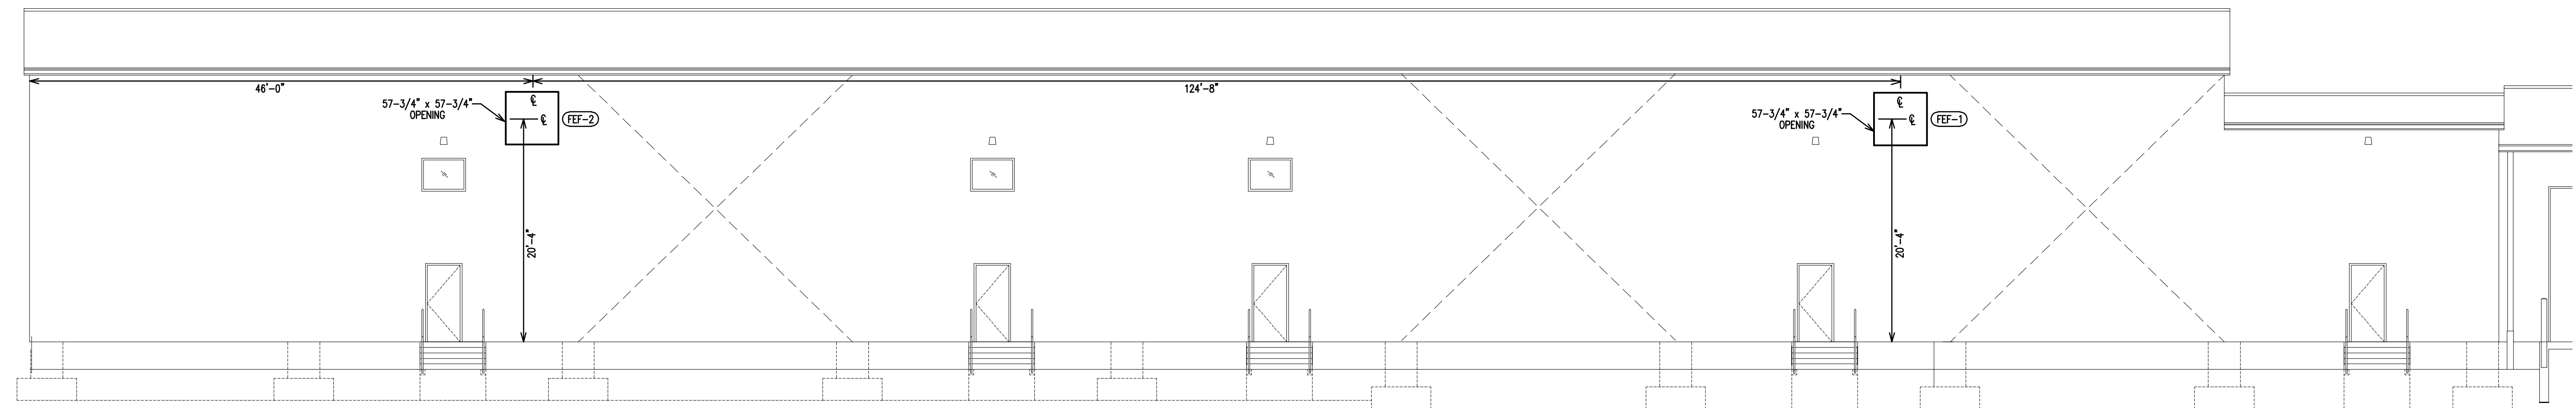 46'-0"
124'-8"
57-3/4" x 57-3/4"
OPENING
℄
℄
FEF-2
57-3/4" x 57-3/4"
OPENING
℄
℄
FEF-1
20'-4"
20'-4"